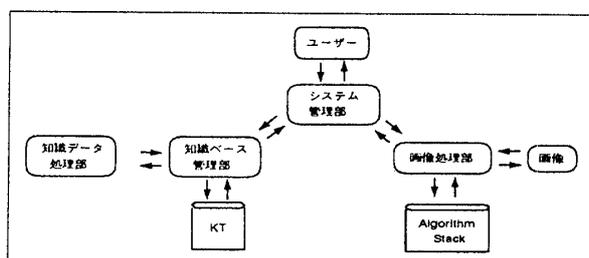 ユーザー
システム
管理部
知識データ
処理部
知識ベース
管理部
画像処理部
画像
KT
Algorithm
Stack